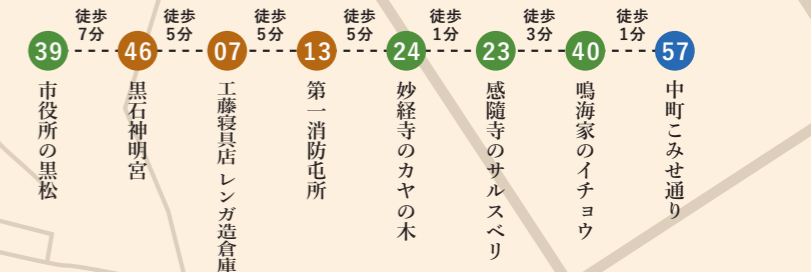 徒歩
7分
徒歩
5分
徒歩
5分
徒歩
5分
徒歩
1分
徒歩
3分
徒歩
1分
39
46
07
13
24
23
40
57
市役所の黒松
黒石神明宮
工藤寝具店 レンガ造倉庫
第一消防屯所
妙経寺のカヤの木
感随寺のサルスベリ
鳴海家のイチョウ
中町こみせ通り